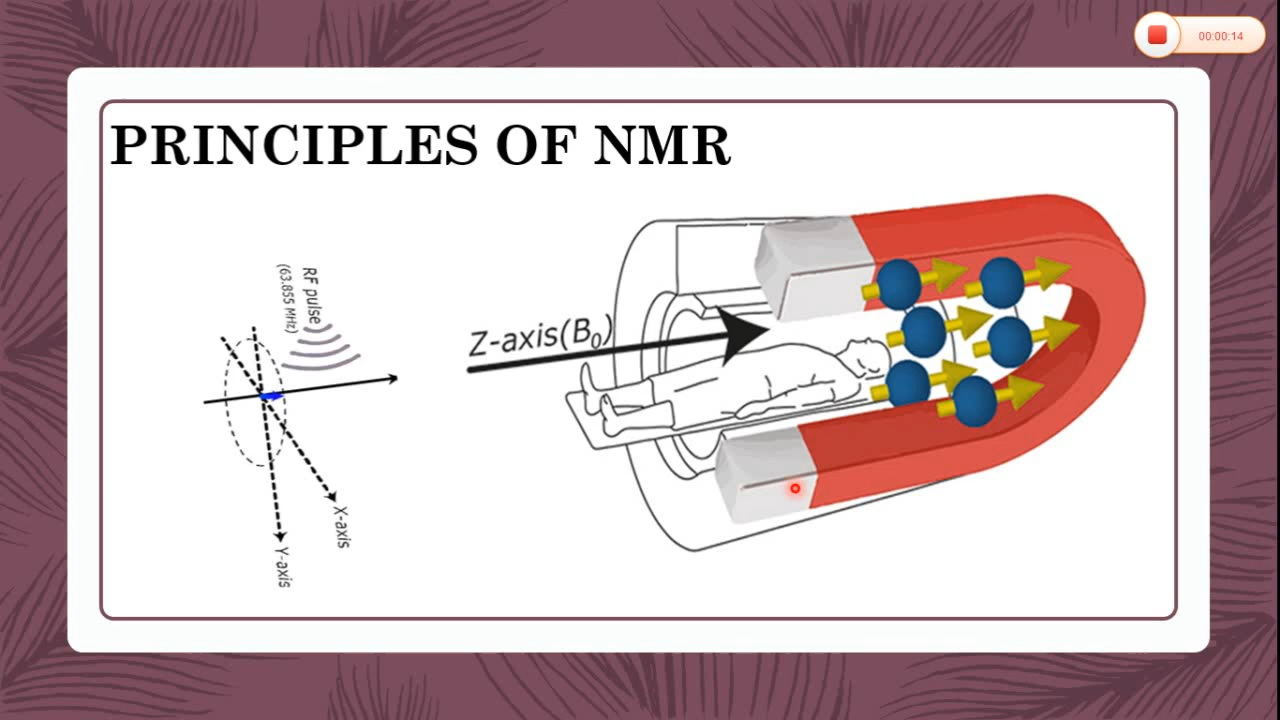 00:00:14
PRINCIPLES OF NMR
RF pulse
(63.855 MHz)
Z-axis(B₀)
X-axis
Y-axis